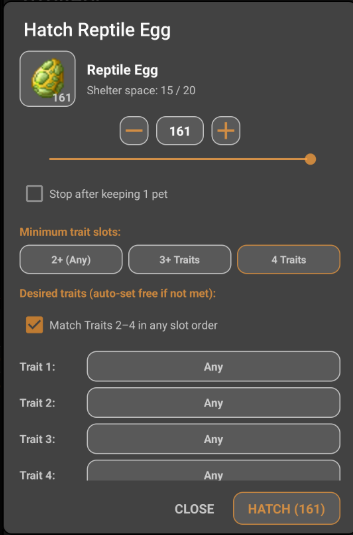 Hatch Reptile Egg
Reptile Egg
161
Shelter space: 15 / 20
161
Stop after keeping 1 pet
Minimum trait slots:
2+ (Any) 3+ Traits 4 Traits
Desired traits (auto-set free if not met):
Match Traits 2–4 in any slot order
Trait 1: Any
Trait 2: Any
Trait 3: Any
Trait 4: Any
CLOSE HATCH (161)